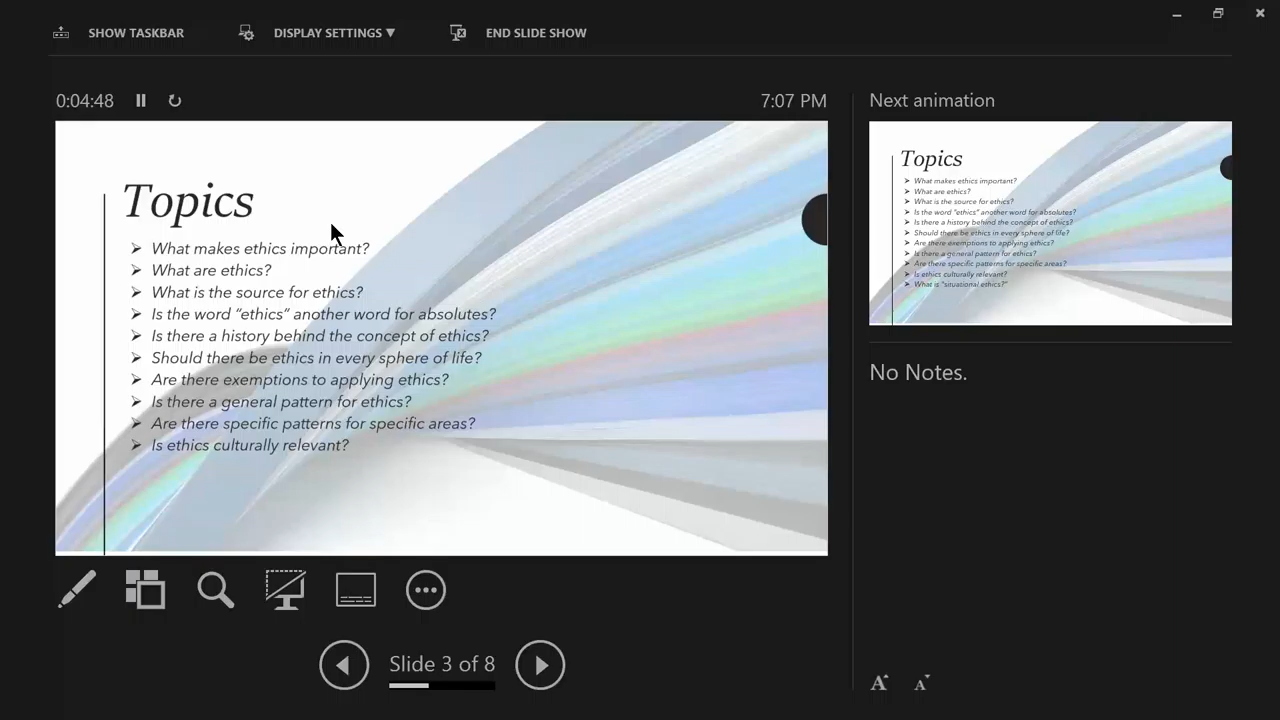 SHOW TASKBAR
DISPLAY SETTINGS ▼
END SLIDE SHOW
0:04:48
7:07 PM
Topics
What makes ethics important?
What are ethics?
What is the source for ethics?
Is the word "ethics" another word for absolutes?
Is there a history behind the concept of ethics?
Should there be ethics in every sphere of life?
Are there exemptions to applying ethics?
Is there a general pattern for ethics?
Are there specific patterns for specific areas?
Is ethics culturally relevant?
Slide 3 of 8
Next animation
Topics
What makes ethics important?
What are ethics?
What is the source for ethics?
Is the word "ethics" another word for absolutes?
Is there a history behind the concept of ethics?
Should there be ethics in every sphere of life?
Are there exemptions to applying ethics?
Is there a general pattern for ethics?
Are there specific patterns for specific areas?
Is ethics culturally relevant?
What is "situational ethics?"
No Notes.
A A